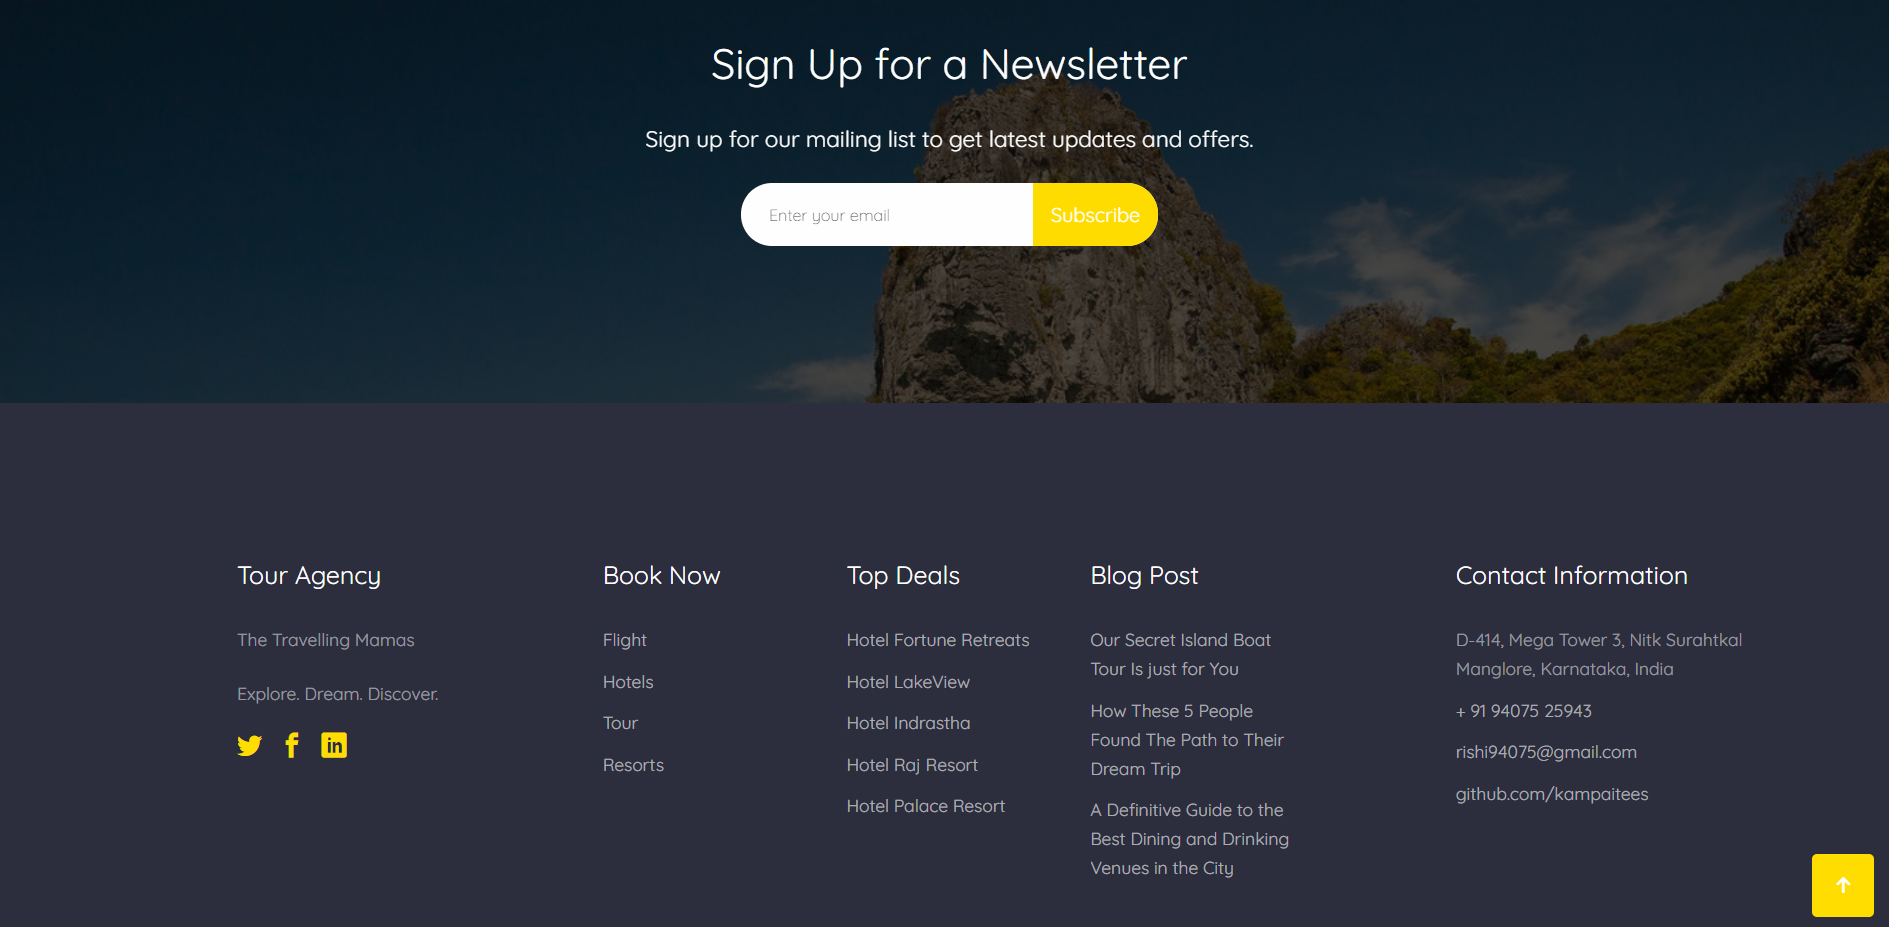 Sign Up for a Newsletter
Sign up for our mailing list to get latest updates and offers.
Enter your email
Subscribe
Tour Agency
The Travelling Mamas
Explore. Dream. Discover.
Book Now
Flight
Hotels
Tour
Resorts
Top Deals
Hotel Fortune Retreats
Hotel LakeView
Hotel Indrastha
Hotel Raj Resort
Hotel Palace Resort
Blog Post
Our Secret Island Boat
Tour Is just for You
How These 5 People
Found The Path to Their
Dream Trip
A Definitive Guide to the
Best Dining and Drinking
Venues in the City
Contact Information
D-414, Mega Tower 3, Nitk Surahtkal
Manglore, Karnataka, India
+ 91 94075 25943
rishi94075@gmail.com
github.com/kampaitees